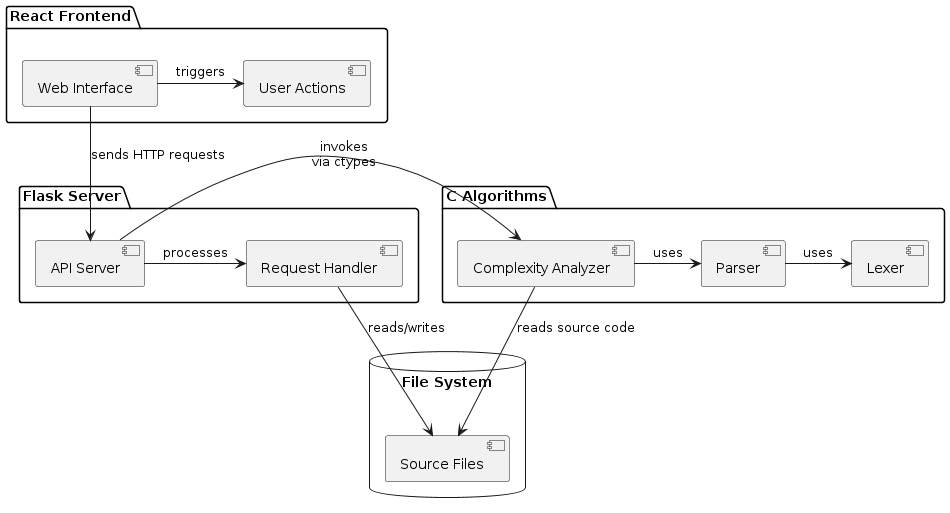 React Frontend
Web Interface
triggers
User Actions
sends HTTP requests
invokes
via ctypes
Flask Server
API Server
processes
Request Handler
C Algorithms
Complexity Analyzer
uses
Parser
uses
Lexer
reads/writes
reads source code
File System
Source Files